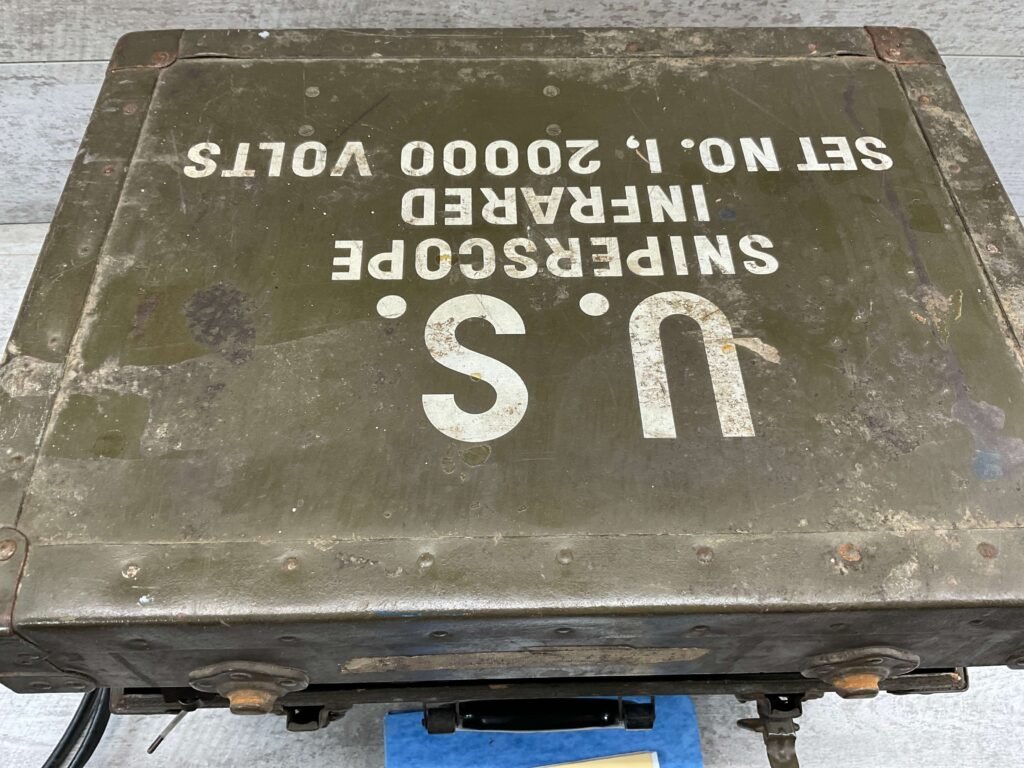 U.S.
SNIPERSCOPE
INFRARED
SET NO. 1, 20000 VOLTS